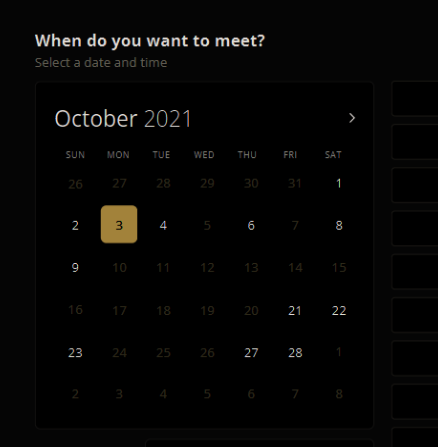 When do you want to meet?
Select a date and time
October 2021
SUN MON TUE WED THU FRI SAT
26 27 28 29 30 31 1
2 3 4 5 6 7 8
9 10 11 12 13 14 15
16 17 18 19 20 21 22
23 24 25 26 27 28 1
2 3 4 5 6 7 8